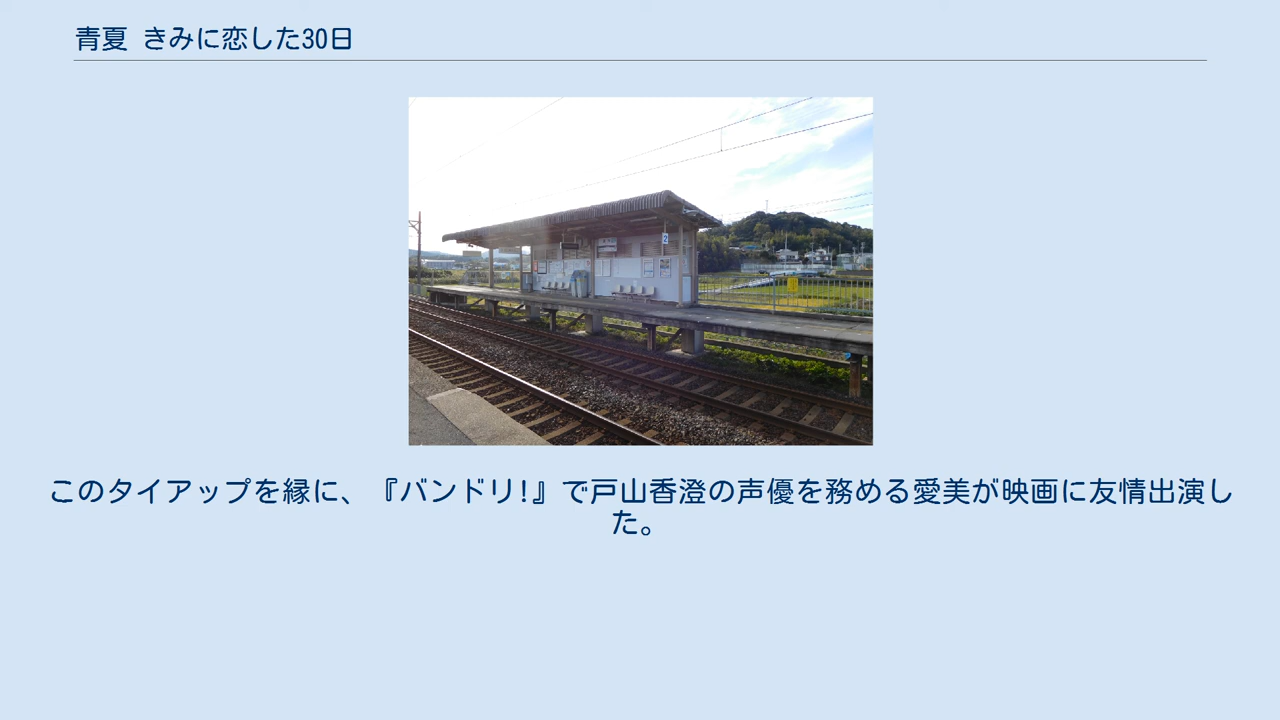 青夏 きみに恋した30日
2
このタイアップを縁に、『バンドリ!』で戸山香澄の声優を務める愛美が映画に友情出演し
た。